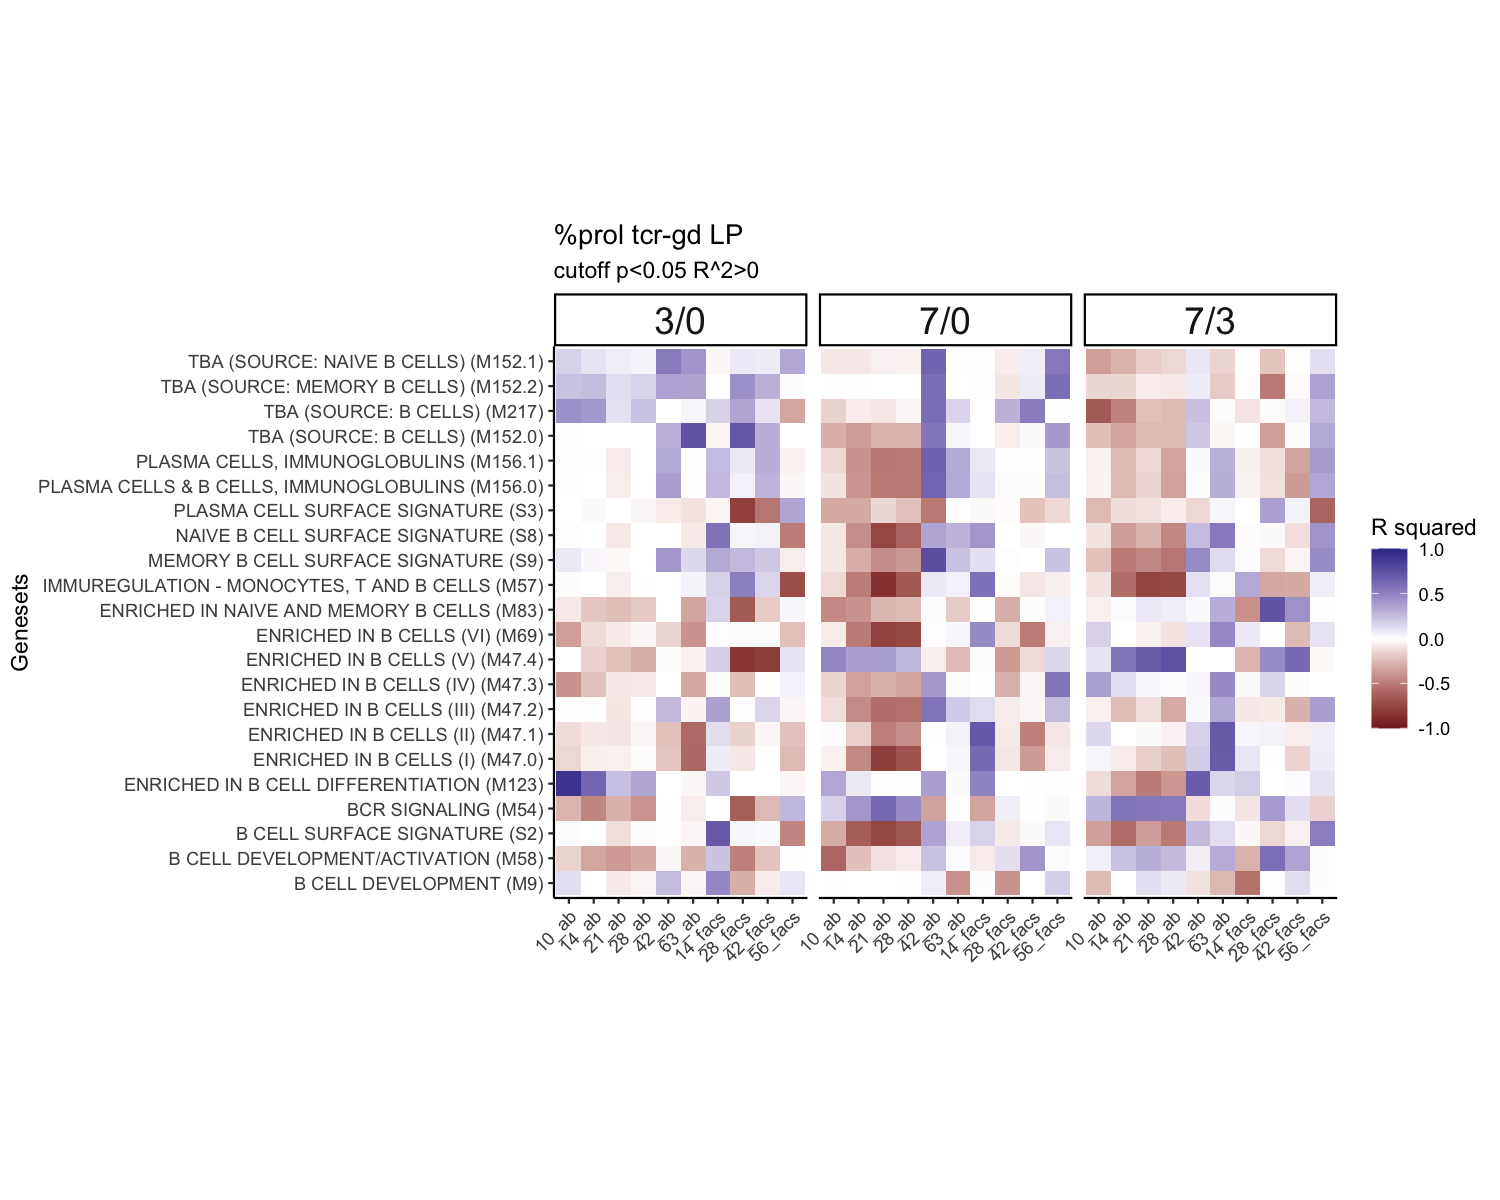 %prol tcr-gd LP
cutoff p<0.05 R^2>0
3/0 7/0 7/3
Genesets
TBA (SOURCE: NAIVE B CELLS) (M152.1)
TBA (SOURCE: MEMORY B CELLS) (M152.2)
TBA (SOURCE: B CELLS) (M217)
TBA (SOURCE: B CELLS) (M152.0)
PLASMA CELLS, IMMUNOGLOBULINS (M156.1)
PLASMA CELLS & B CELLS, IMMUNOGLOBULINS (M156.0)
PLASMA CELL SURFACE SIGNATURE (S3)
NAIVE B CELL SURFACE SIGNATURE (S8)
MEMORY B CELL SURFACE SIGNATURE (S9)
IMMUREGULATION - MONOCYTES, T AND B CELLS (M57)
ENRICHED IN NAIVE AND MEMORY B CELLS (M83)
ENRICHED IN B CELLS (VI) (M69)
ENRICHED IN B CELLS (V) (M47.4)
ENRICHED IN B CELLS (IV) (M47.3)
ENRICHED IN B CELLS (III) (M47.2)
ENRICHED IN B CELLS (II) (M47.1)
ENRICHED IN B CELLS (I) (M47.0)
ENRICHED IN B CELL DIFFERENTIATION (M123)
BCR SIGNALING (M54)
B CELL SURFACE SIGNATURE (S2)
B CELL DEVELOPMENT/ACTIVATION (M58)
B CELL DEVELOPMENT (M9)
10_ab 14_ab 21_ab 28_ab 42_ab 63_ab 14_facs 28_facs 42_facs 56_facs 10_ab 14_ab 21_ab 28_ab 42_ab 63_ab 14_facs 28_facs 42_facs 56_facs 10_ab 14_ab 21_ab 28_ab 42_ab 63_ab 14_facs 28_facs 42_facs 56_facs
R squared
1.0
0.5
0.0
-0.5
-1.0